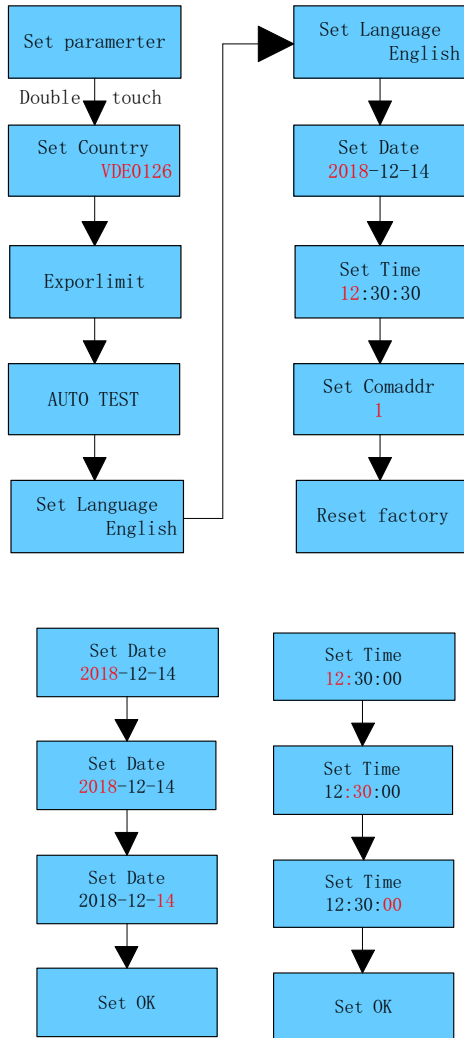 Set paramerter
Double touch
Set Country
VDE0126
Exporlimit
AUTO TEST
Set Language
English
Set Language
English
Set Date
2018-12-14
Set Time
12:30:30
Set Comaddr
1
Reset factory
Set Date
2018-12-14
Set Date
2018-12-14
Set Date
2018-12-14
Set OK
Set Time
12:30:00
Set Time
12:30:00
Set Time
12:30:00
Set OK